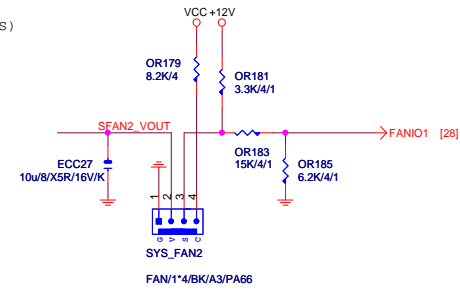 S )
VCC +12V
OR179
8.2K/4
OR181
3.3K/4/1
SFAN2_VOUT
FANIO1 [28]
ECC27
10u/8/X5R/16V/K
OR183
15K/4/1
OR185
6.2K/4/1
1 2 3 4
G V S C
SYS_FAN2
FAN/1*4/BK/A3/PA66